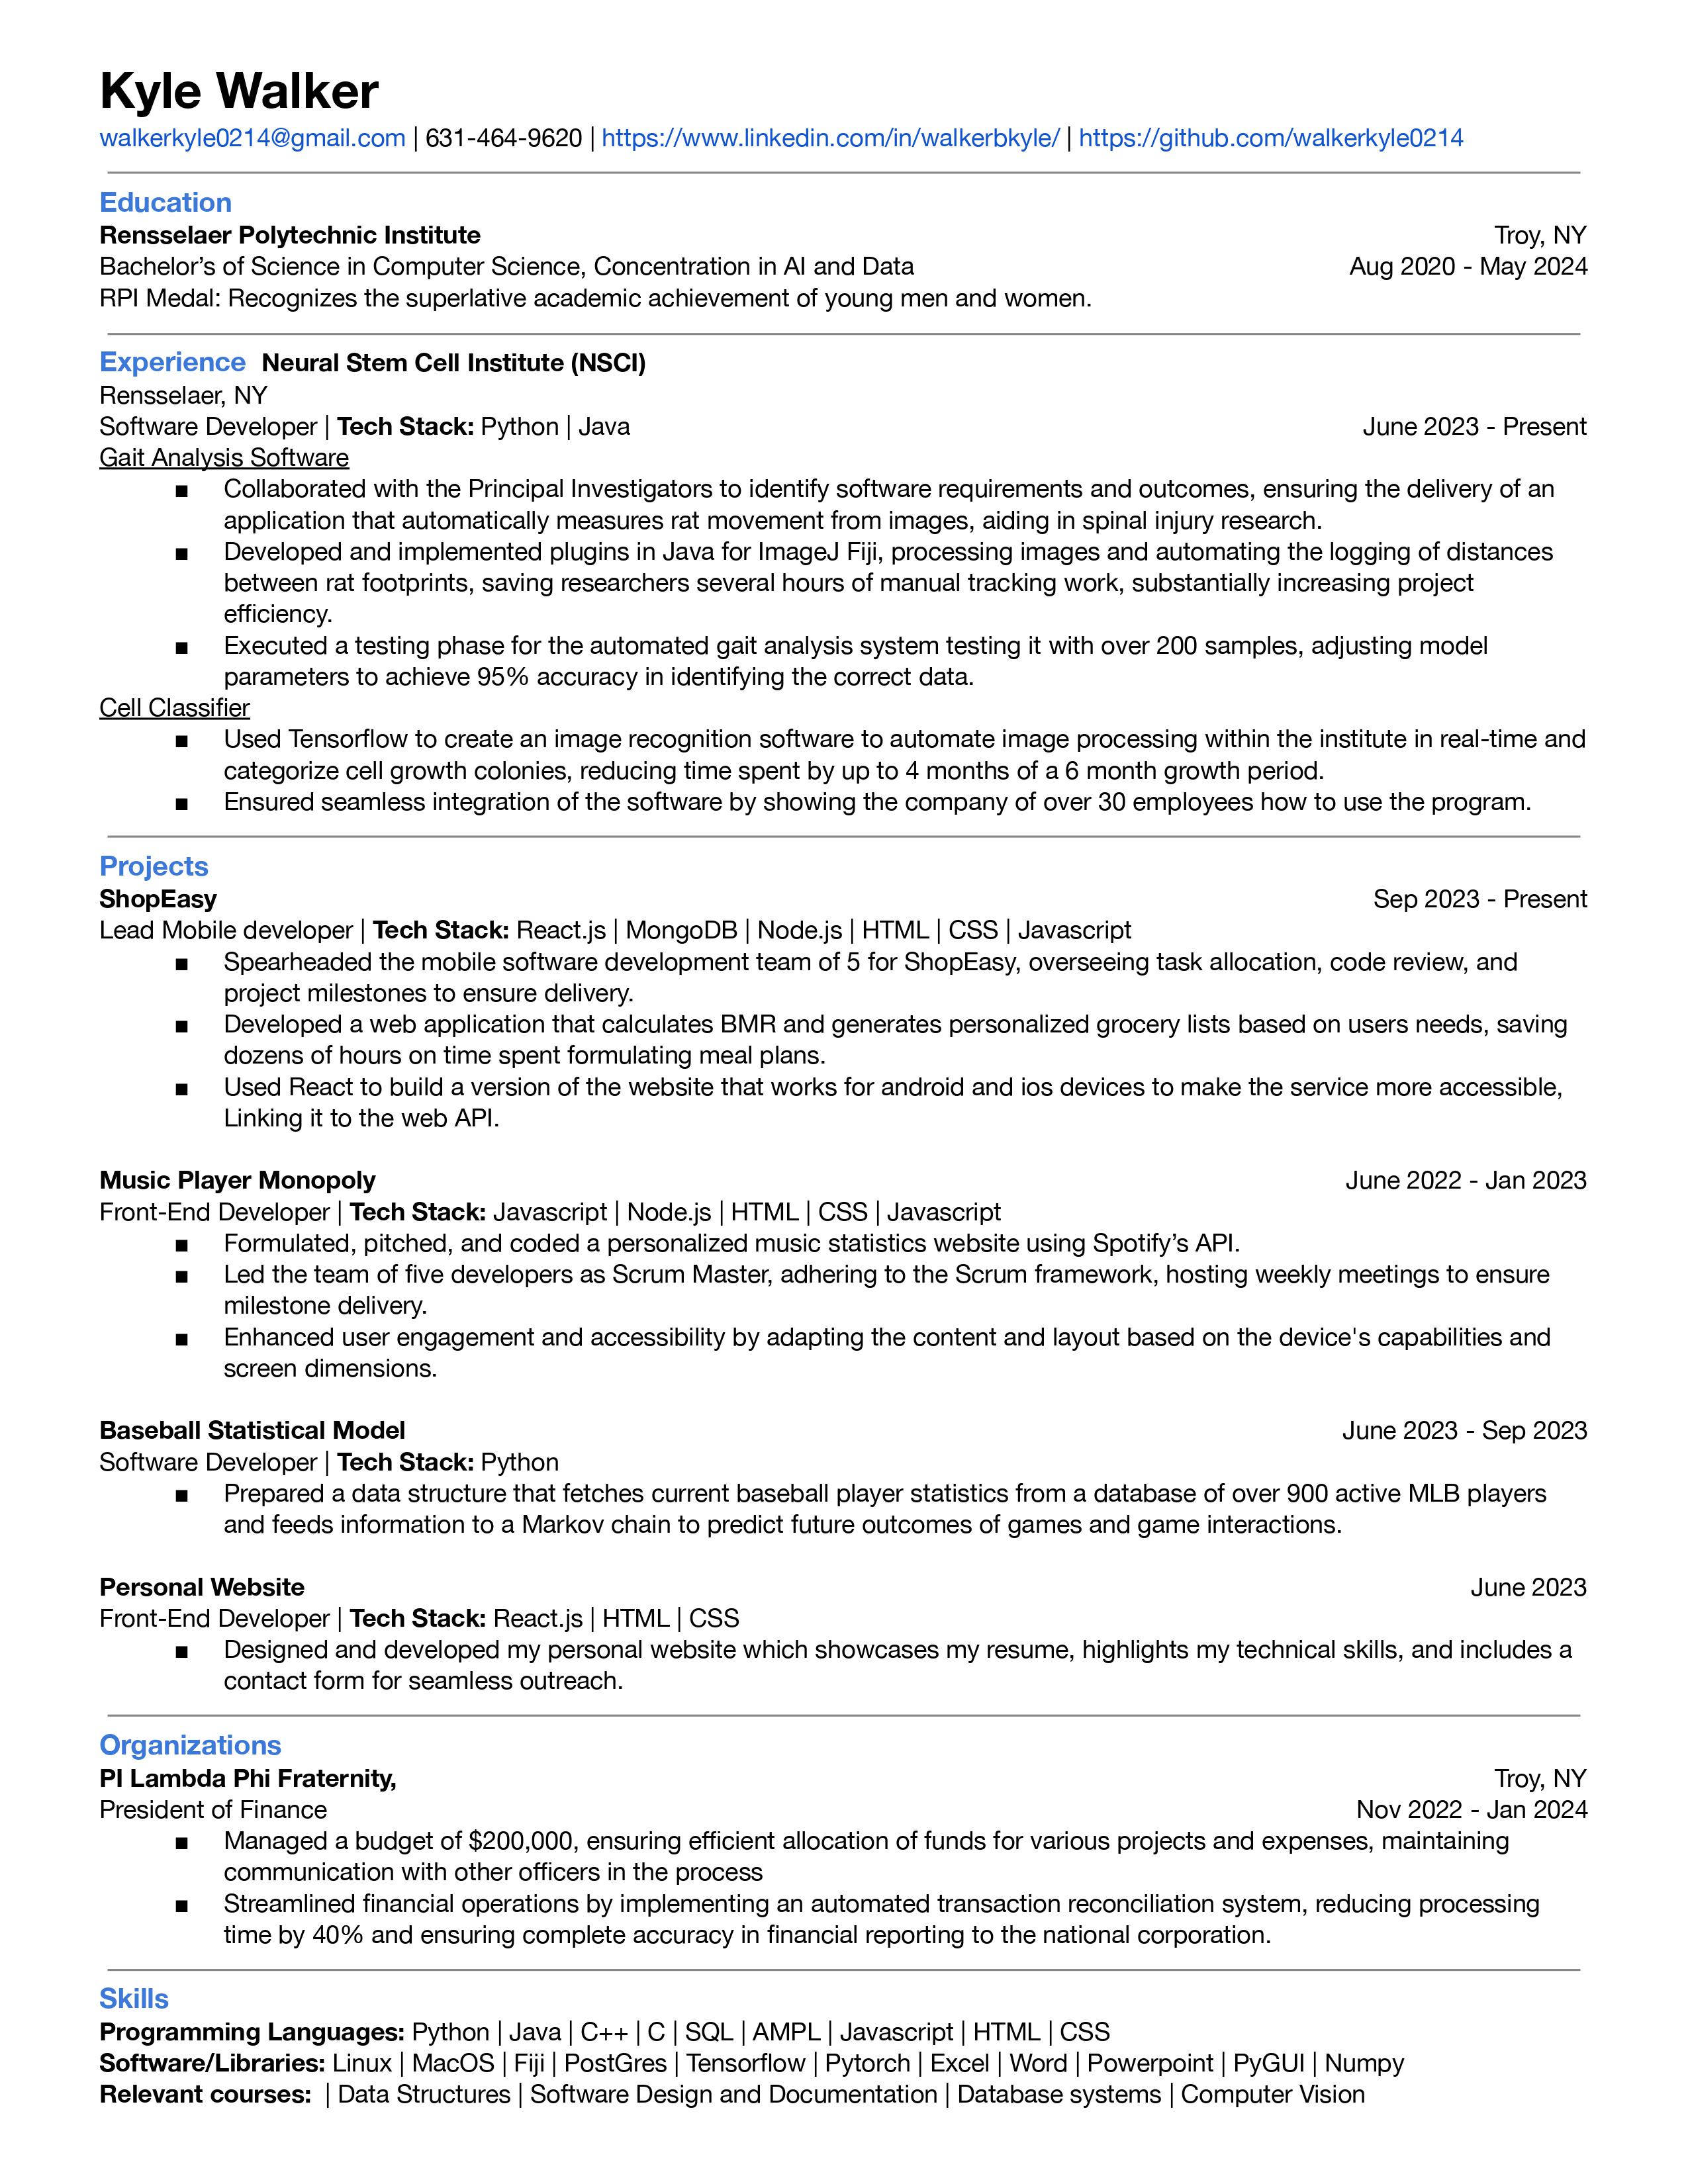 Kyle Walker
walkerkyle0214@gmail.com | 631-464-9620 | https://www.linkedin.com/in/walkerbkyle/ | https://github.com/walkerkyle0214
Education
Rensselaer Polytechnic Institute Troy, NY
Bachelor’s of Science in Computer Science, Concentration in AI and Data Aug 2020 - May 2024
RPI Medal: Recognizes the superlative academic achievement of young men and women.
Experience Neural Stem Cell Institute (NSCI)
Rensselaer, NY
Software Developer | Tech Stack: Python | Java June 2023 - Present
Gait Analysis Software
■ Collaborated with the Principal Investigators to identify software requirements and outcomes, ensuring the delivery of an
application that automatically measures rat movement from images, aiding in spinal injury research.
■ Developed and implemented plugins in Java for ImageJ Fiji, processing images and automating the logging of distances
between rat footprints, saving researchers several hours of manual tracking work, substantially increasing project
efficiency.
■ Executed a testing phase for the automated gait analysis system testing it with over 200 samples, adjusting model
parameters to achieve 95% accuracy in identifying the correct data.
Cell Classifier
■ Used Tensorflow to create an image recognition software to automate image processing within the institute in real-time and
categorize cell growth colonies, reducing time spent by up to 4 months of a 6 month growth period.
■ Ensured seamless integration of the software by showing the company of over 30 employees how to use the program.
Projects
ShopEasy Sep 2023 - Present
Lead Mobile developer | Tech Stack: React.js | MongoDB | Node.js | HTML | CSS | Javascript
■ Spearheaded the mobile software development team of 5 for ShopEasy, overseeing task allocation, code review, and
project milestones to ensure delivery.
■ Developed a web application that calculates BMR and generates personalized grocery lists based on users needs, saving
dozens of hours on time spent formulating meal plans.
■ Used React to build a version of the website that works for android and ios devices to make the service more accessible,
Linking it to the web API.
Music Player Monopoly June 2022 - Jan 2023
Front-End Developer | Tech Stack: Javascript | Node.js | HTML | CSS | Javascript
■ Formulated, pitched, and coded a personalized music statistics website using Spotify’s API.
■ Led the team of five developers as Scrum Master, adhering to the Scrum framework, hosting weekly meetings to ensure
milestone delivery.
■ Enhanced user engagement and accessibility by adapting the content and layout based on the device's capabilities and
screen dimensions.
Baseball Statistical Model June 2023 - Sep 2023
Software Developer | Tech Stack: Python
■ Prepared a data structure that fetches current baseball player statistics from a database of over 900 active MLB players
and feeds information to a Markov chain to predict future outcomes of games and game interactions.
Personal Website June 2023
Front-End Developer | Tech Stack: React.js | HTML | CSS
■ Designed and developed my personal website which showcases my resume, highlights my technical skills, and includes a
contact form for seamless outreach.
Organizations
PI Lambda Phi Fraternity, Troy, NY
President of Finance Nov 2022 - Jan 2024
■ Managed a budget of $200,000, ensuring efficient allocation of funds for various projects and expenses, maintaining
communication with other officers in the process
■ Streamlined financial operations by implementing an automated transaction reconciliation system, reducing processing
time by 40% and ensuring complete accuracy in financial reporting to the national corporation.
Skills
Programming Languages: Python | Java | C++ | C | SQL | AMPL | Javascript | HTML | CSS
Software/Libraries: Linux | MacOS | Fiji | PostGres | Tensorflow | Pytorch | Excel | Word | Powerpoint | PyGUI | Numpy
Relevant courses: | Data Structures | Software Design and Documentation | Database systems | Computer Vision